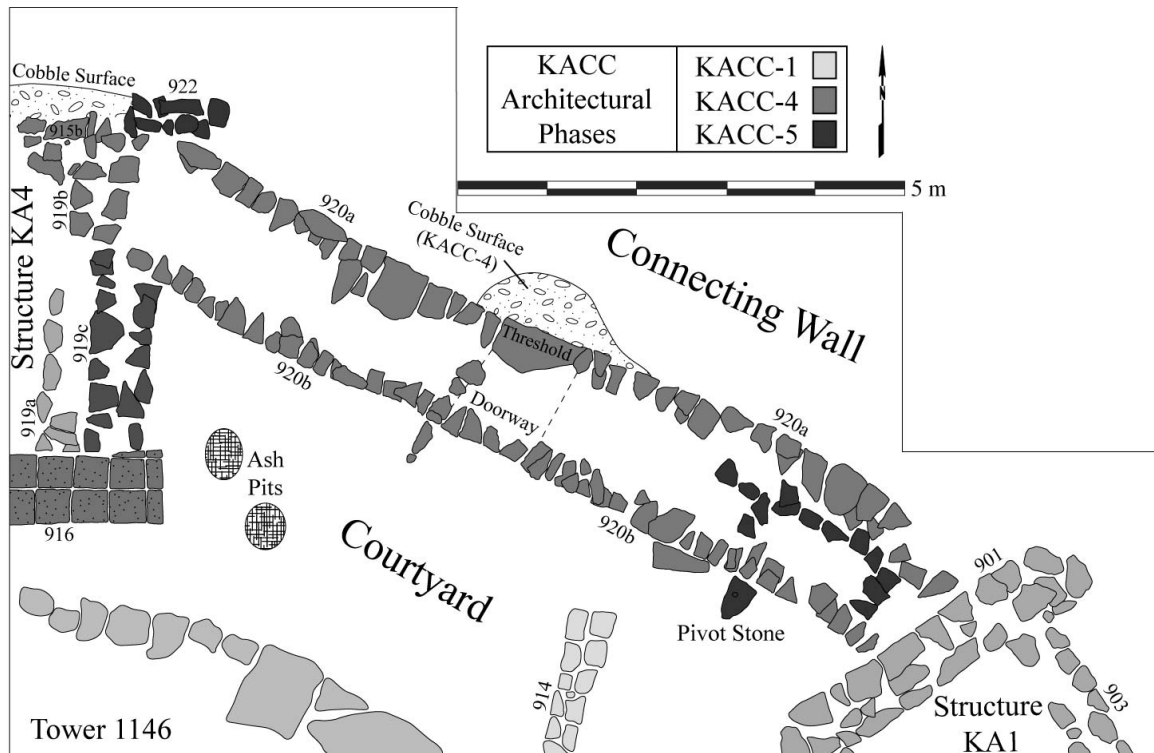 KACC
Architectural
Phases
KACC-1
KACC-4
KACC-5
N
5 m
Cobble Surface
922
915b
919b
Structure KA4
919a
919c
916
920a
Cobble Surface
(KACC-4)
Connecting Wall
Threshold
Doorway
920b
920a
920b
Ash
Pits
Courtyard
Pivot Stone
901
903
Structure
KA1
914
Tower 1146